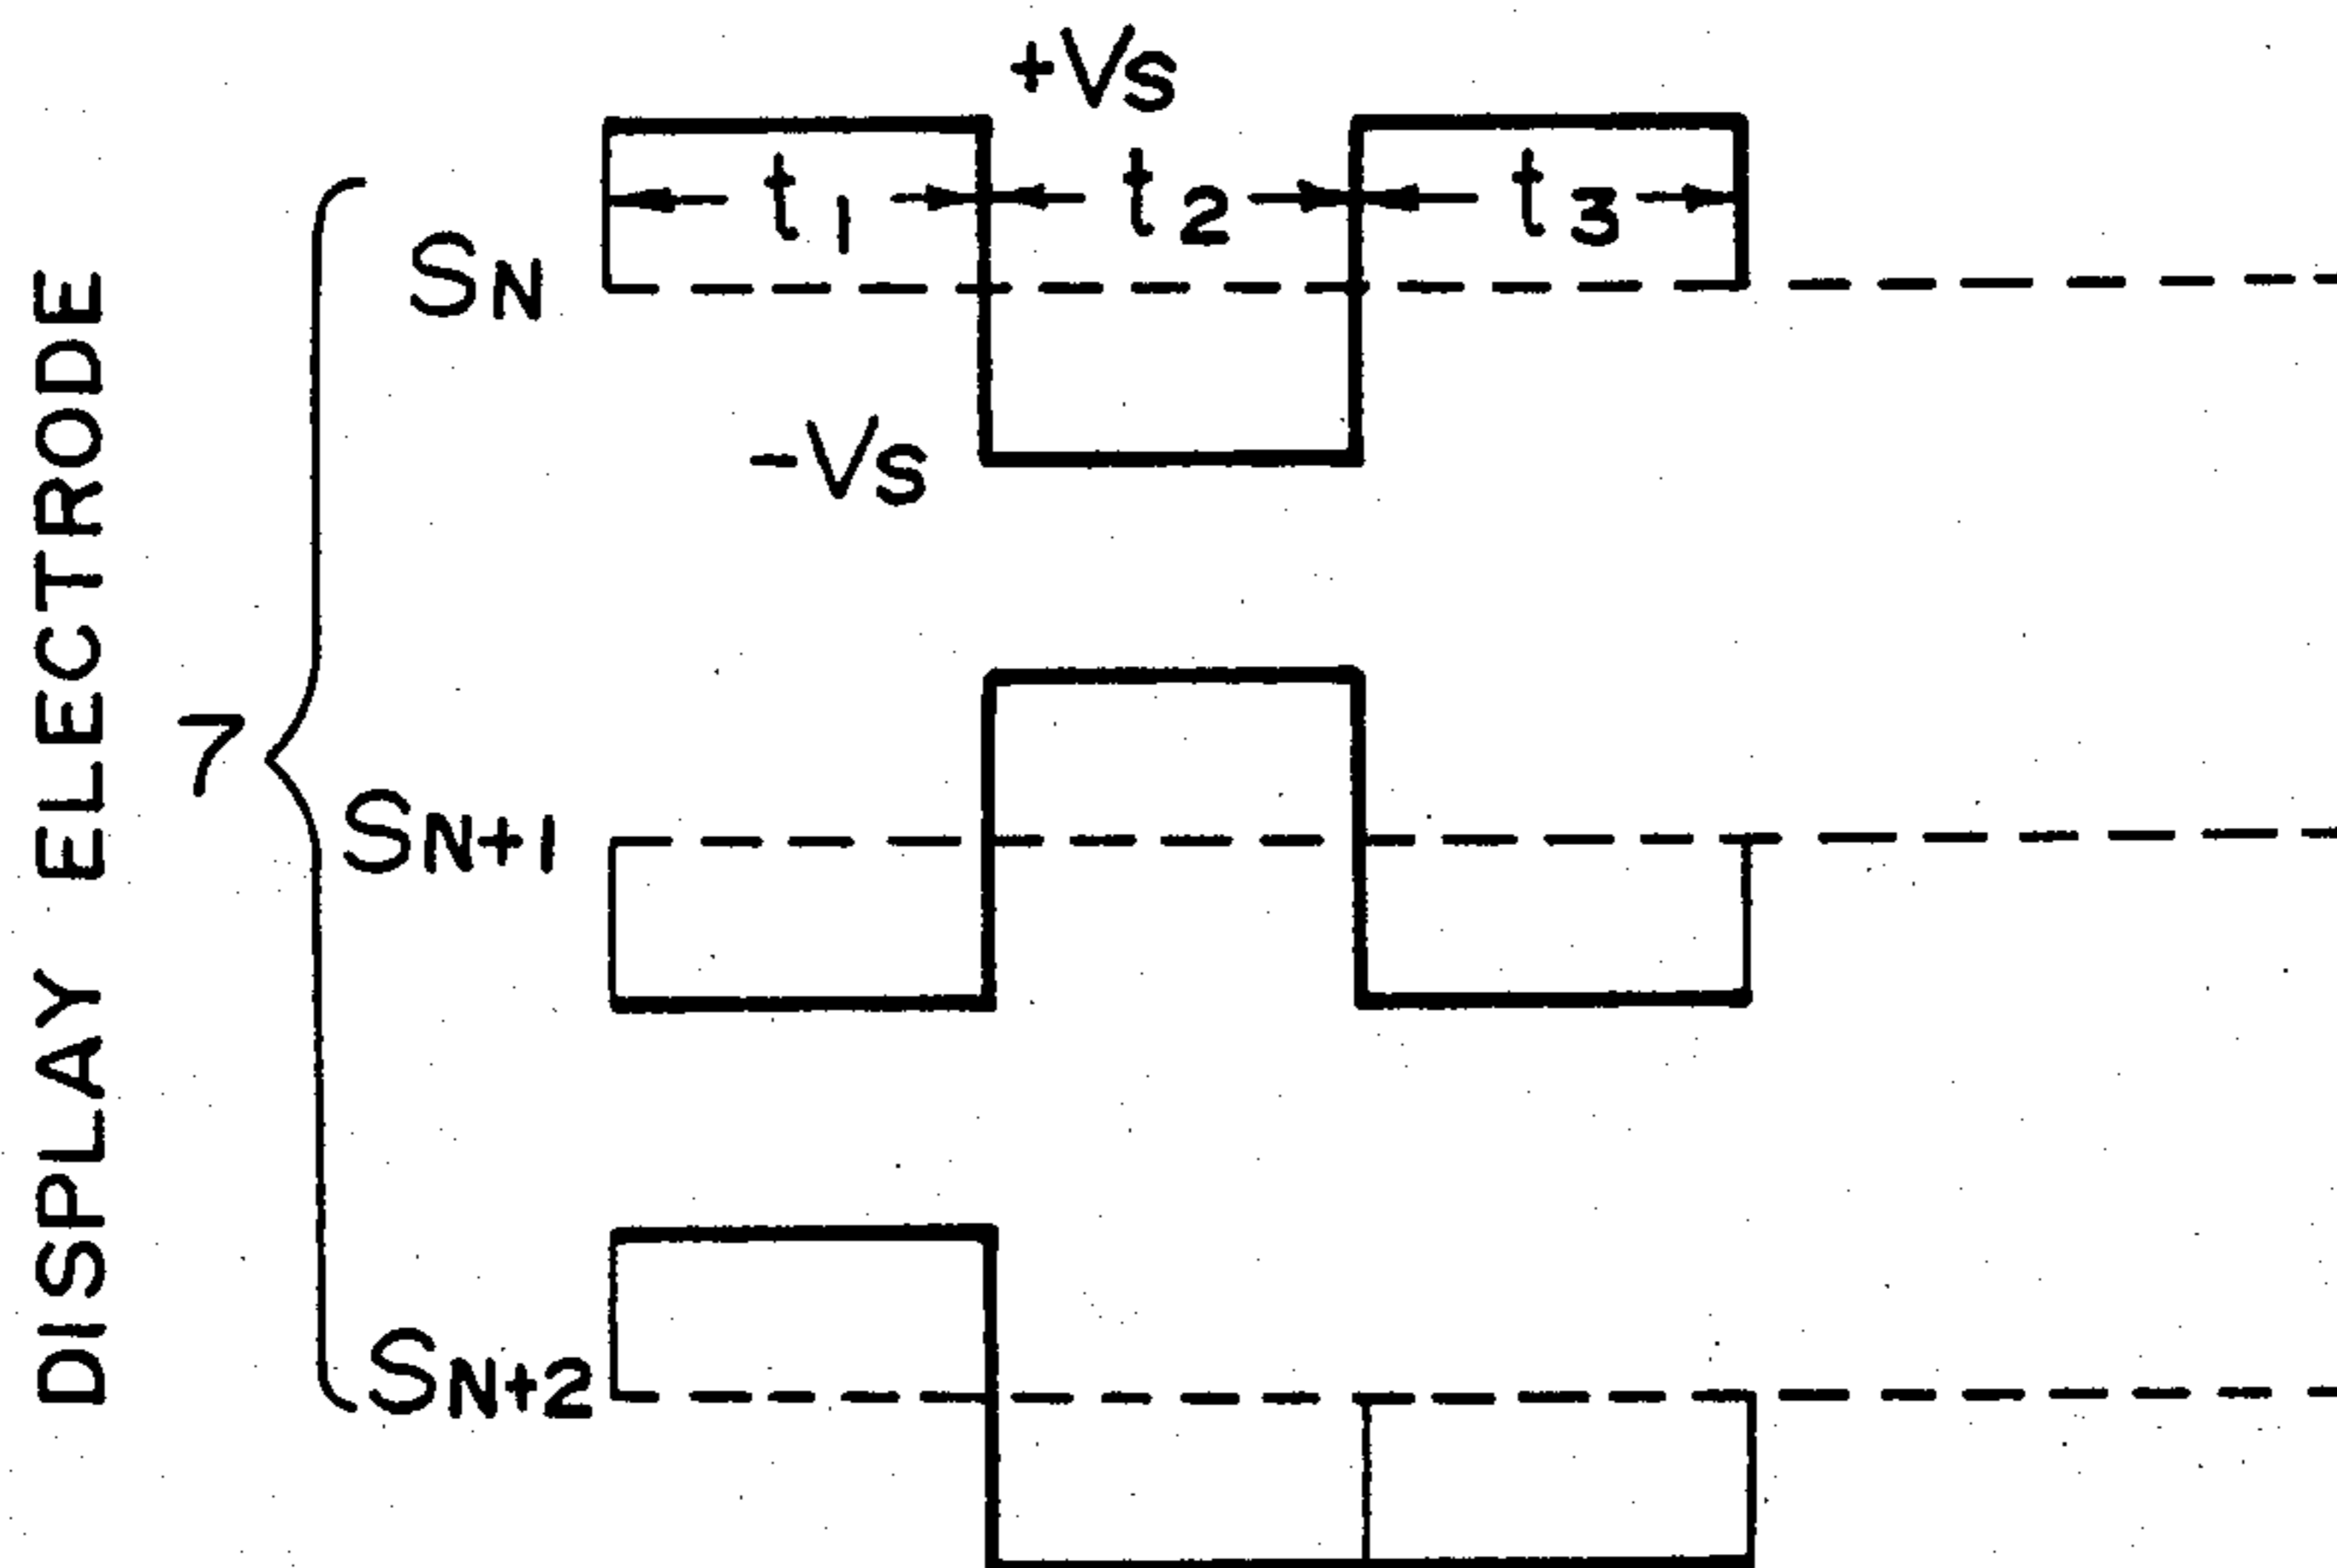 DISPLAY ELECTRODE
7
+Vs
t1 t2 t3
SN
-Vs
SN+1
SN+2